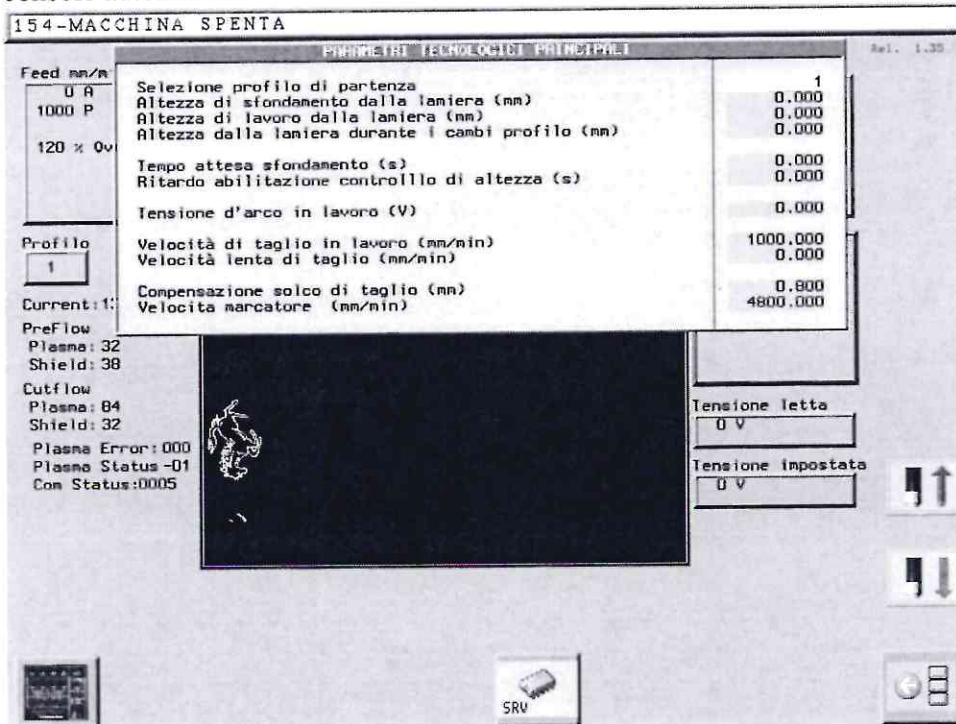 154-MACCHINA SPENTA
PARAMETRI TECNOLOGICI PRINCIPALI
Rel. 1.35
Selezione profilo di partenza 1
Altezza di sfondamento dalla lamiera (mm) 0.000
Altezza di lavoro dalla lamiera (mm) 0.000
Altezza dalla lamiera durante i cambi profilo (mm) 0.000
Tempo attesa sfondamento (s) 0.000
Ritardo abilitazione controlllo di altezza (s) 0.000
Tensione d'arco in lavoro (V) 0.000
Velocità di taglio in lavoro (mm/min) 1000.000
Velocità lenta di taglio (mm/min) 0.000
Compensazione solco di taglio (mm) 0.800
Velocita marcatore (mm/min) 4800.000
Feed mm/m
0 A
1000 P
120 % Ov
Profilo
1
Current:
PreFlow
Plasma: 32
Shield: 38
Cutflow
Plasma: 84
Shield: 32
Plasma Error:000
Plasma Status-01
Com Status:0005
Tensione letta
0 V
Tensione impostata
0 V
SRV